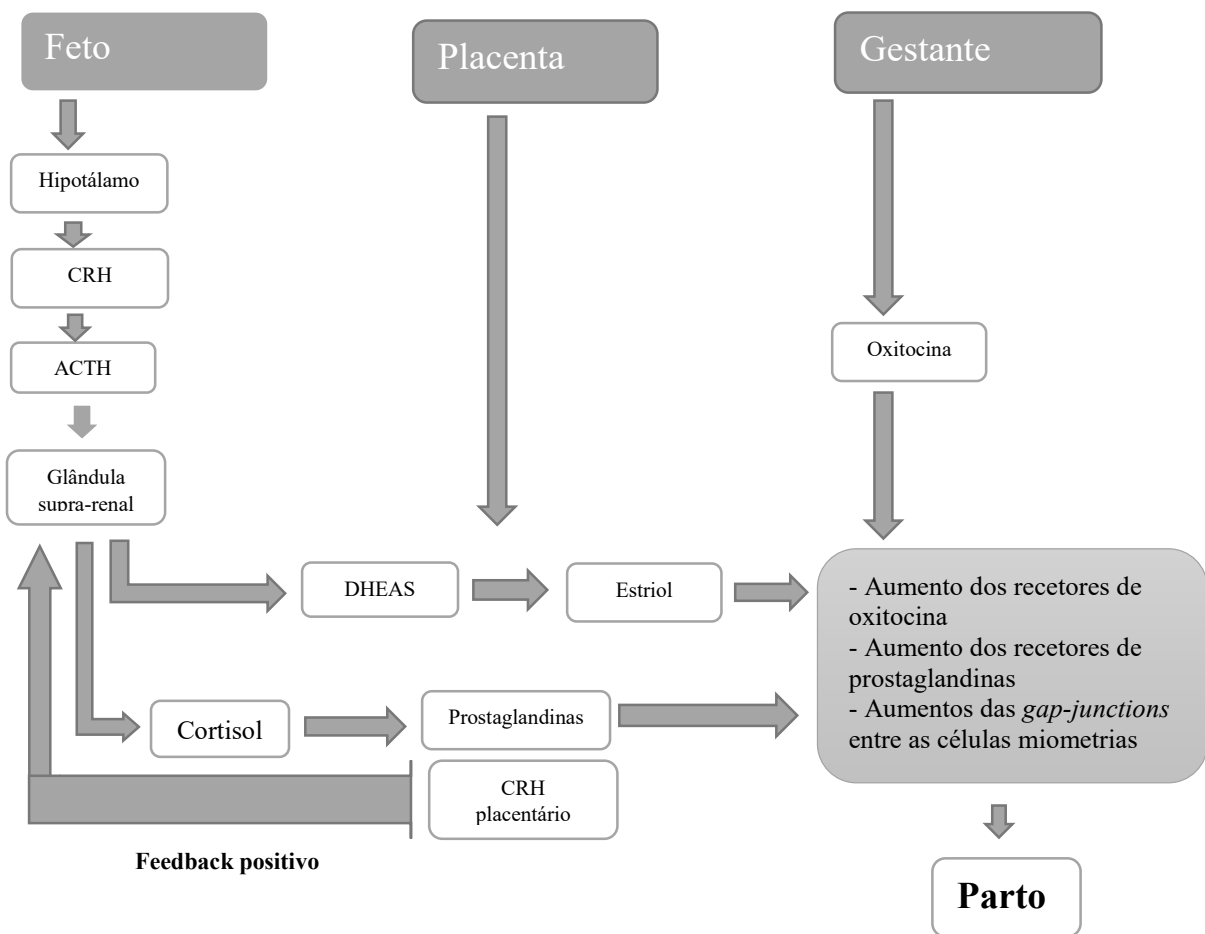 Feto
Placenta
Gestante
Hipotálamo
CRH
ACTH
Glândula
supra-renal
Oxitocina
DHEAS
Estriol
- Aumento dos recetores de
oxitocina
- Aumento dos recetores de
prostaglandinas
- Aumentos das gap-junctions
entre as células miometrias
Cortisol
Prostaglandinas
CRH
placentário
Feedback positivo
Parto